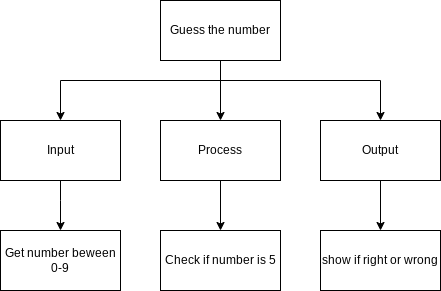 Guess the number
Input
Process
Output
Get number beween
0-9
Check if number is 5
show if right or wrong